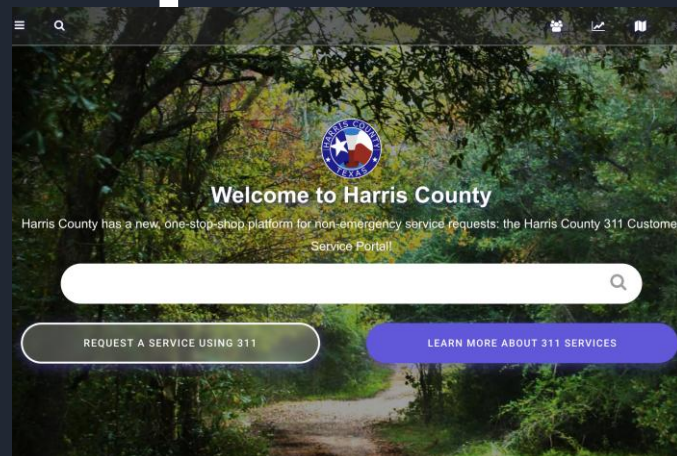 HARRIS COUNTY
TEXAS
Welcome to Harris County
Harris County has a new, one-stop-shop platform for non-emergency service requests: the Harris County 311 Custome
Service Portal!
REQUEST A SERVICE USING 311
LEARN MORE ABOUT 311 SERVICES